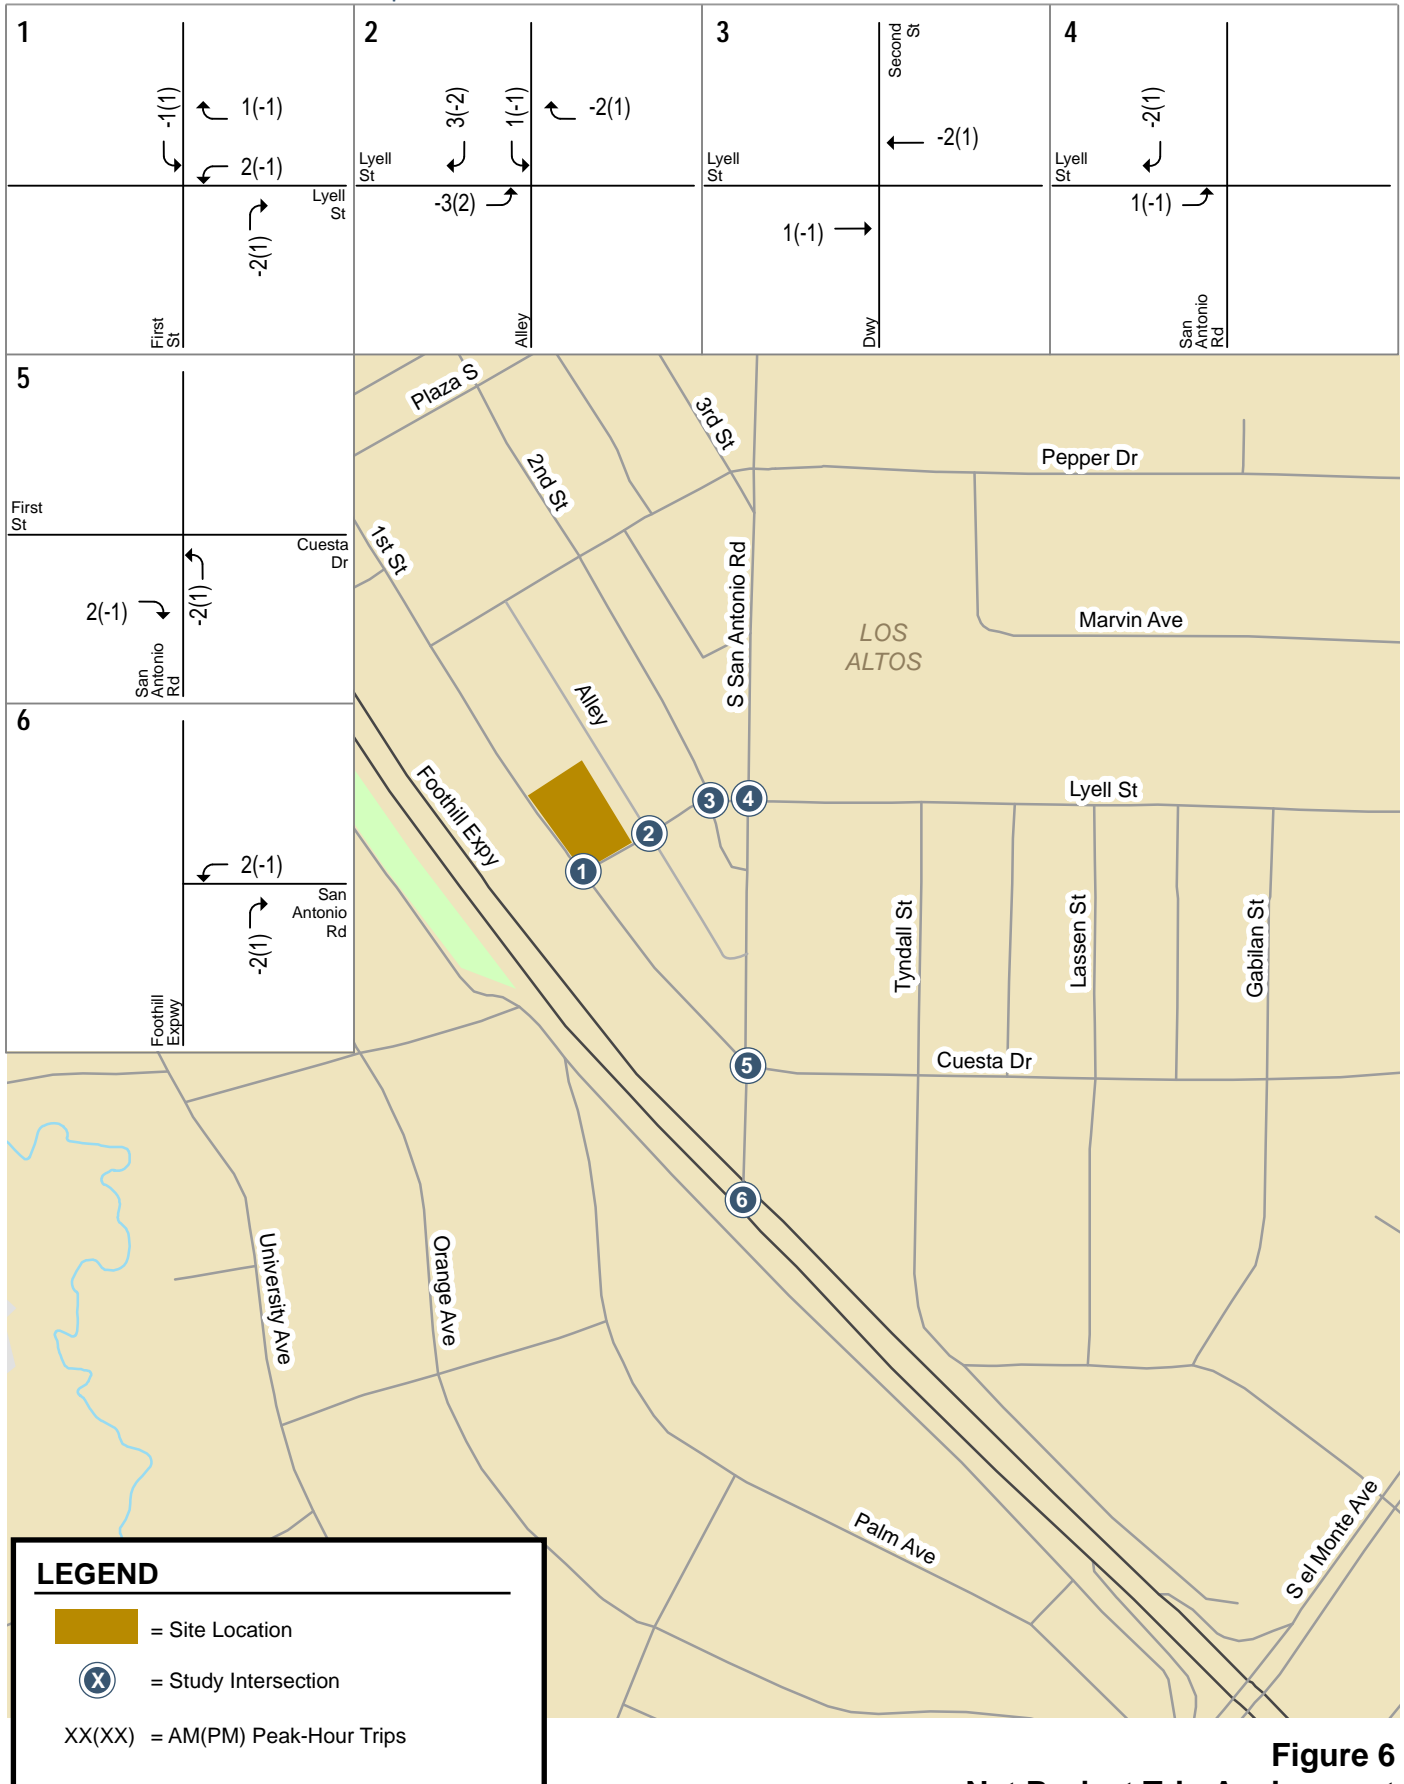 1
-1(1)
1(-1)
2(-1)
Lyell
St
-2(1)
First
St
2
3(-2)
1(-1)
-2(1)
Lyell
St
-3(2)
Alley
3
Second
St
-2(1)
Lyell
St
1(-1)
Dwy
4
-2(1)
Lyell
St
1(-1)
San
Antonio
Rd
5
First
St
Cuesta
Dr
2(-1)
-2(1)
San
Antonio
Rd
6
2(-1)
San
Antonio
Rd
-2(1)
Foothill
Expwy
Plaza S
3rd St
2nd St
Pepper Dr
1st St
S San Antonio Rd
Marvin Ave
LOS
ALTOS
Alley
Foothill Expy
Lyell St
3
4
2
1
Tyndall St
Lassen St
Gabilan St
5
Cuesta Dr
6
University Ave
Orange Ave
Palm Ave
S el Monte Ave
LEGEND
= Site Location
X = Study Intersection
XX(XX) = AM(PM) Peak-Hour Trips
Figure 6